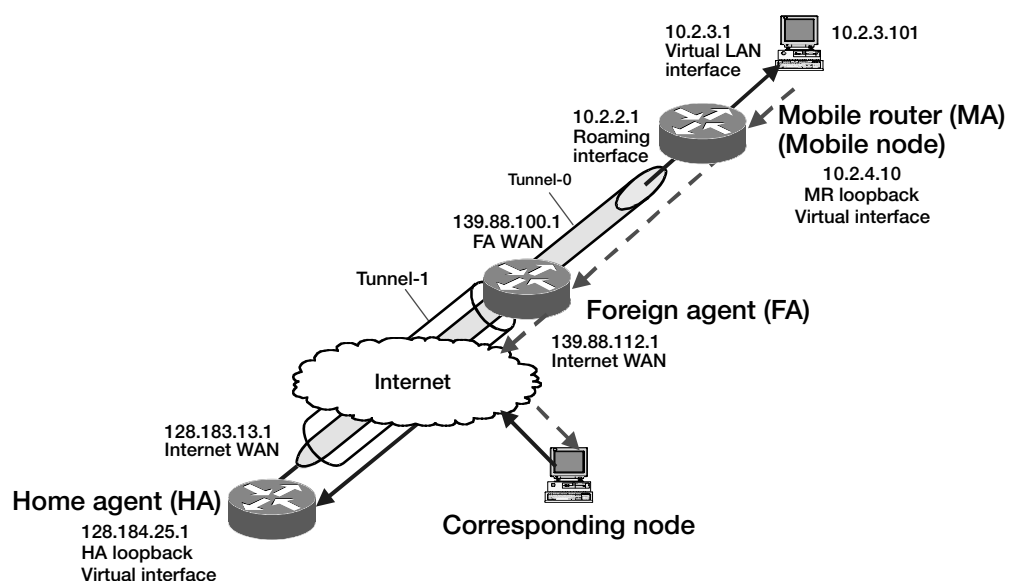 10.2.3.1
Virtual LAN
interface
10.2.3.101
10.2.2.1
Roaming
interface
Mobile router (MA)
(Mobile node)
10.2.4.10
MR loopback
Virtual interface
Tunnel-0
139.88.100.1
FA WAN
Tunnel-1
Foreign agent (FA)
139.88.112.1
Internet WAN
Internet
128.183.13.1
Internet WAN
Home agent (HA)
128.184.25.1
HA loopback
Virtual interface
Corresponding node